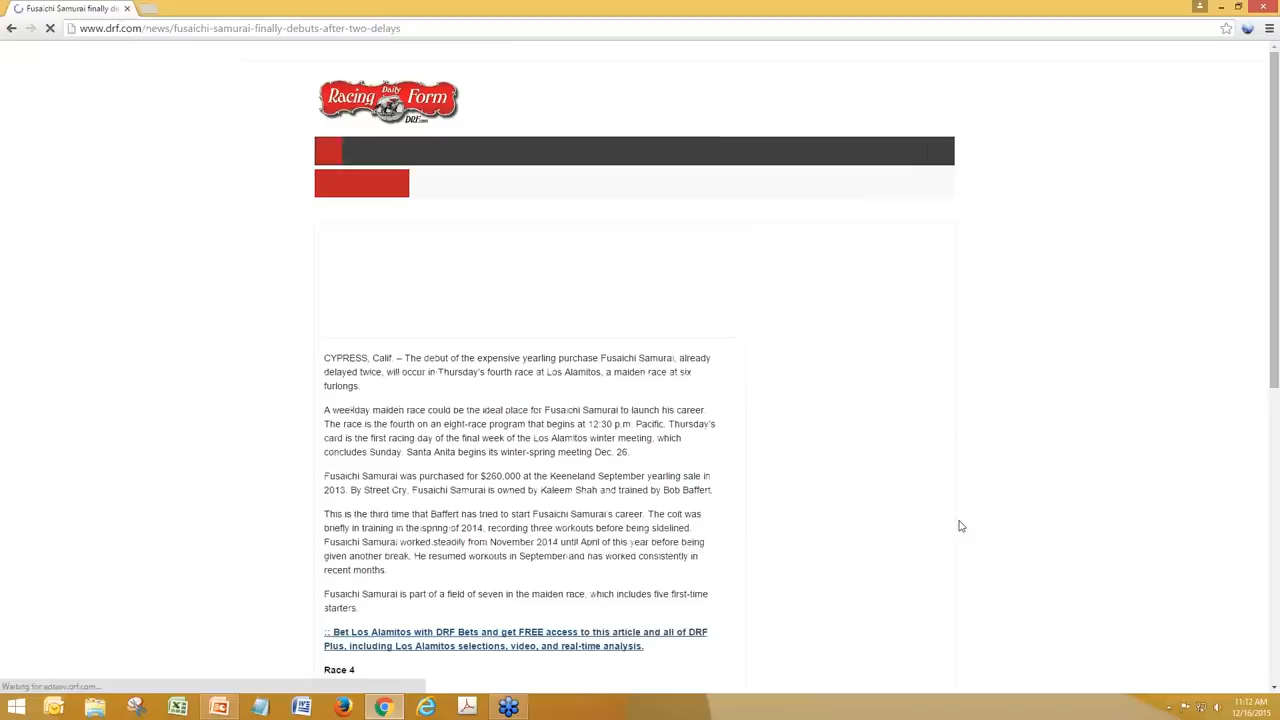 Fusaichi Samurai finally de
www.drf.com/news/fusaichi-samurai-finally-debuts-after-two-delays
Daily
Racing Form
DRF.com
CYPRESS, Calif. – The debut of the expensive yearling purchase Fusaichi Samurai, already
delayed twice, will occur in Thursday's fourth race at Los Alamitos, a maiden race at six
furlongs.
A weekday maiden race could be the ideal place for Fusaichi Samurai to launch his career.
The race is the fourth on an eight-race program that begins at 12:30 p.m. Pacific. Thursday's
card is the first racing day of the final week of the Los Alamitos winter meeting, which
concludes Sunday. Santa Anita begins its winter-spring meeting Dec. 26.
Fusaichi Samurai was purchased for $260,000 at the Keeneland September yearling sale in
2013. By Street Cry, Fusaichi Samurai is owned by Kaleem Shah and trained by Bob Baffert.
This is the third time that Baffert has tried to start Fusaichi Samurai's career. The colt was
briefly in training in the spring of 2014, recording three workouts before being sidelined.
Fusaichi Samurai worked steadily from November 2014 until April of this year before being
given another break. He resumed workouts in September and has worked consistently in
recent months.
Fusaichi Samurai is part of a field of seven in the maiden race, which includes five first-time
starters.
:: Bet Los Alamitos with DRF Bets and get FREE access to this article and all of DRF
Plus, including Los Alamitos selections, video, and real-time analysis.
Race 4
Waiting for adserv.drf.com...
11:12 AM
12/16/2015